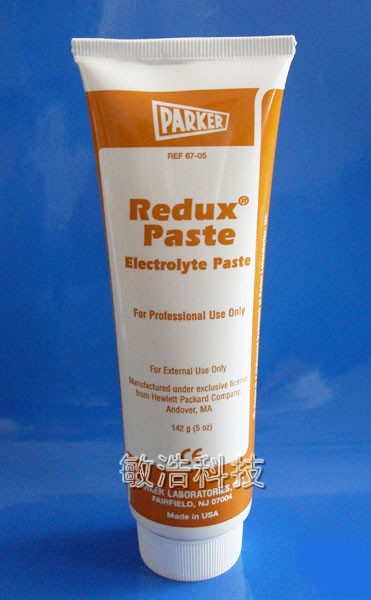 PARKER
REF 67-05
Redux®
Paste
Electrolyte Paste
For Professional Use Only
For External Use Only
Manufactured under exclusive license
from Hewlett Packard Company,
Andover, MA
142 g (5 oz)
CE
敏浩科技
LABORATORIES,
FAIRFIELD, NJ 07004
Made in USA